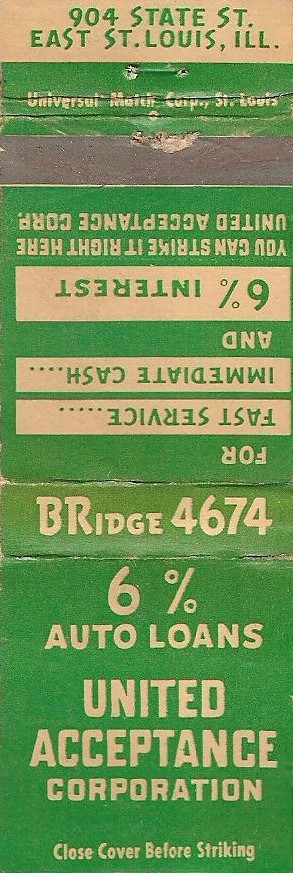 904 STATE ST.
EAST ST. LOUIS, ILL.
Universal Match Corp., St. Louis
FOR
FAST SERVICE.....
IMMEDIATE CASH....
AND
6% INTEREST
YOU CAN STRIKE IT RIGHT HERE
UNITED ACCEPTANCE CORP.
BRIDGE 4674
6 %
AUTO LOANS
UNITED
ACCEPTANCE
CORPORATION
Close Cover Before Striking